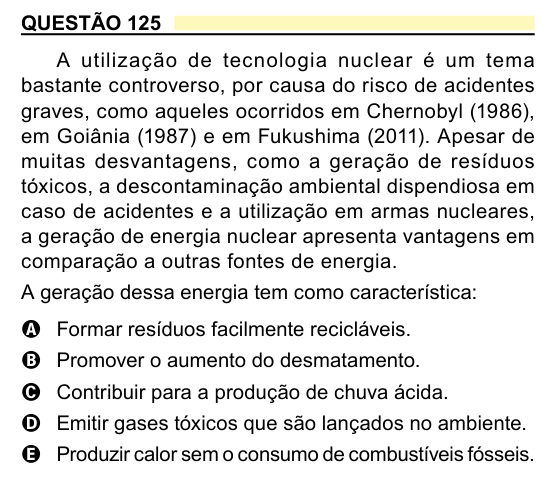 QUESTÃO 125
A utilização de tecnologia nuclear é um tema
bastante controverso, por causa do risco de acidentes
graves, como aqueles ocorridos em Chernobyl (1986),
em Goiânia (1987) e em Fukushima (2011). Apesar de
muitas desvantagens, como a geração de resíduos
tóxicos, a descontaminação ambiental dispendiosa em
caso de acidentes e a utilização em armas nucleares,
a geração de energia nuclear apresenta vantagens em
comparação a outras fontes de energia.
A geração dessa energia tem como característica:
A Formar resíduos facilmente recicláveis.
B Promover o aumento do desmatamento.
C Contribuir para a produção de chuva ácida.
D Emitir gases tóxicos que são lançados no ambiente.
E Produzir calor sem o consumo de combustíveis fósseis.